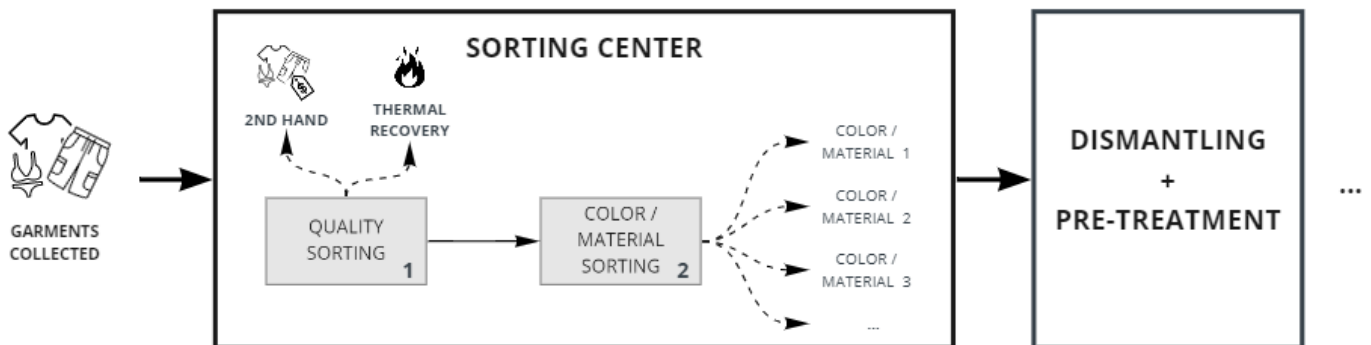 SORTING CENTER
2ND HAND
THERMAL
RECOVERY
GARMENTS
COLLECTED
QUALITY
SORTING
1
COLOR /
MATERIAL
SORTING
2
COLOR /
MATERIAL 1
COLOR /
MATERIAL 2
COLOR /
MATERIAL 3
...
DISMANTLING
+
PRE-TREATMENT
...